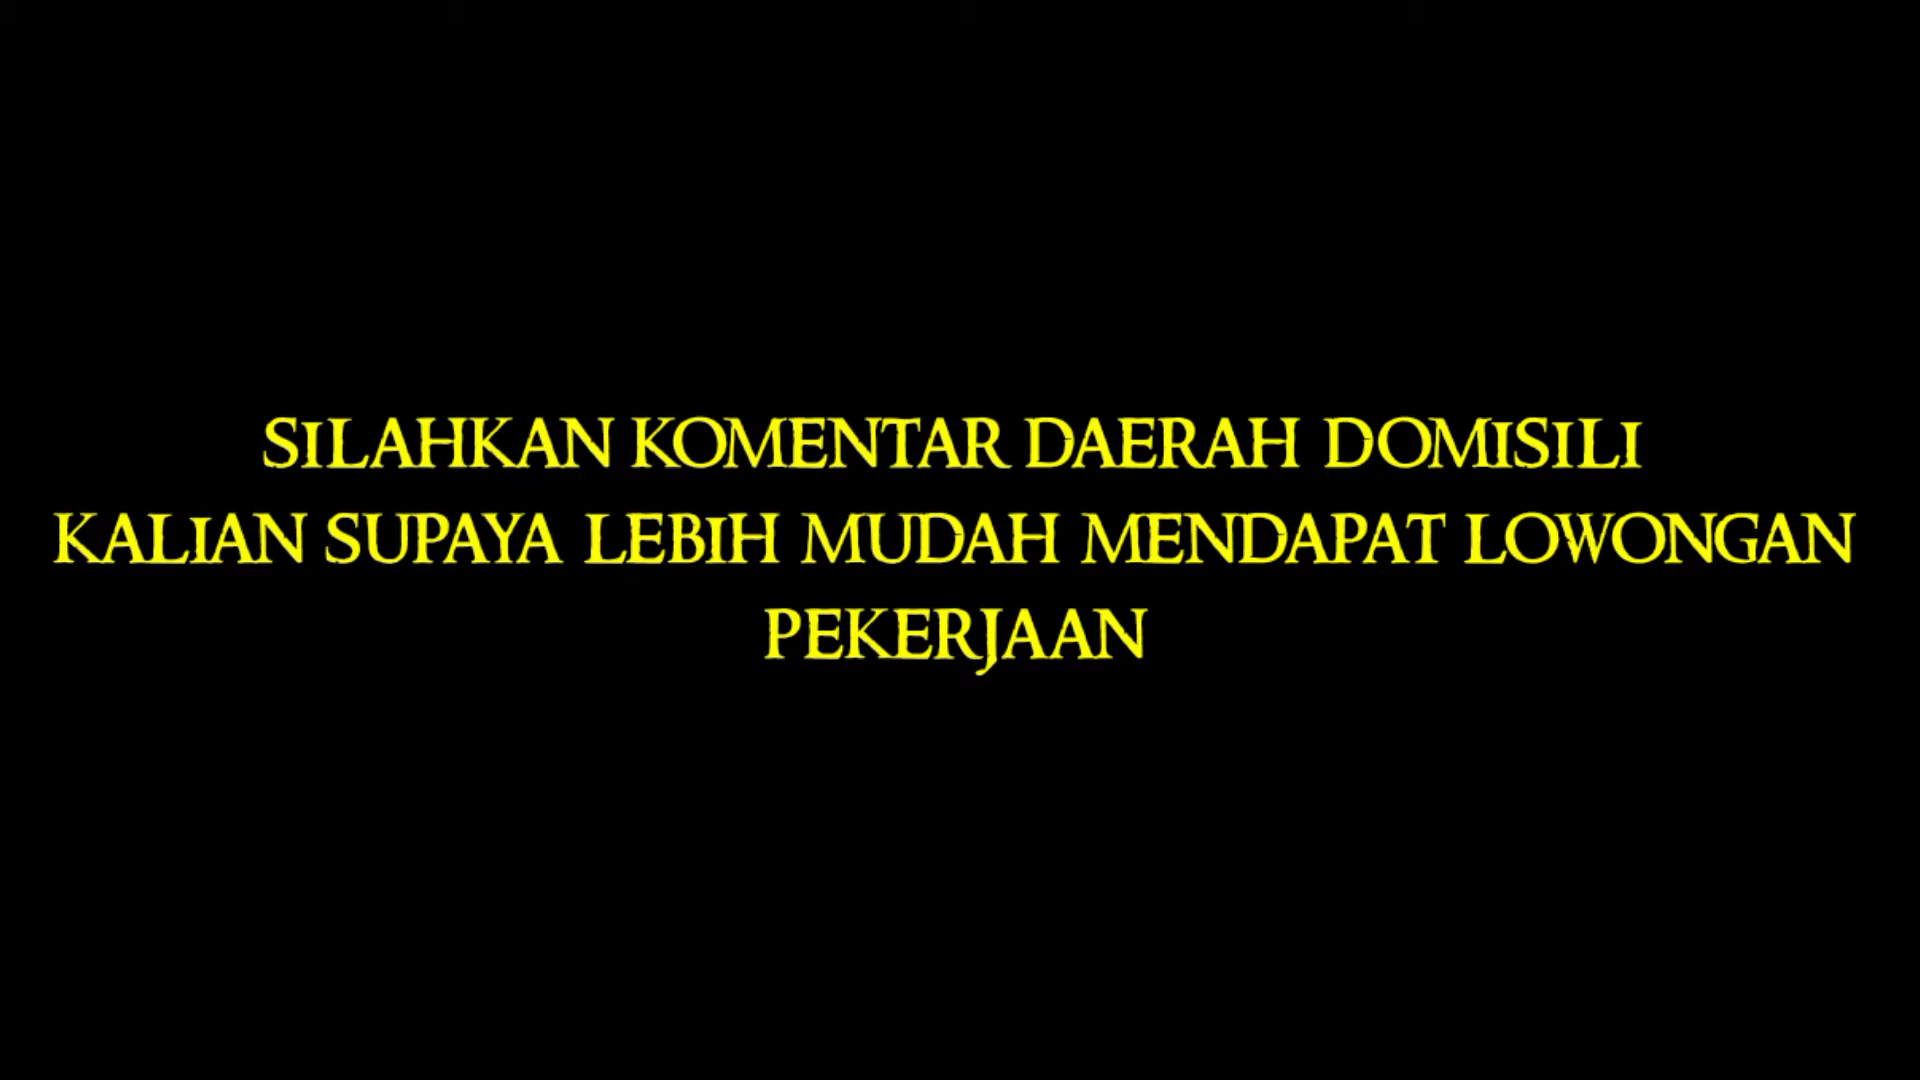 SILAHKAN KOMENTAR DAERAH DOMISILI
KALIAN SUPAYA LEBIH MUDAH MENDAPAT LOWONGAN
PEKERJAAN